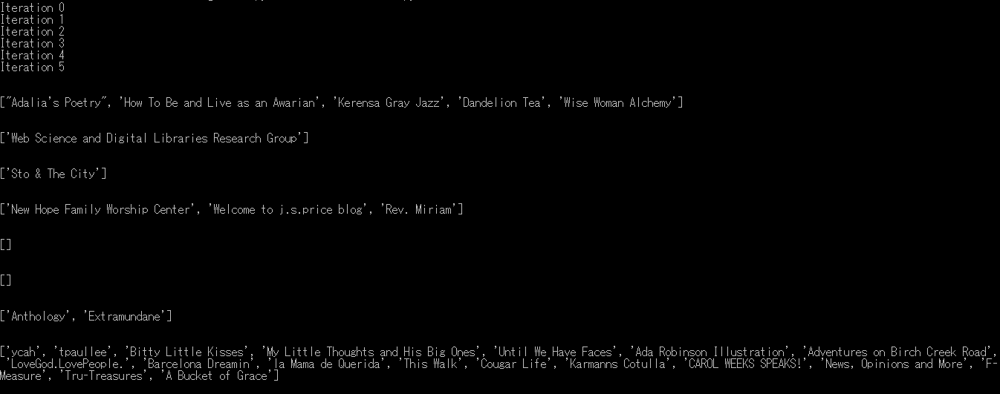 Iteration 0
Iteration 1
Iteration 2
Iteration 3
Iteration 4
Iteration 5
["Adalia's Poetry", 'How To Be and Live as an Awarian', 'Kerensa Gray Jazz', 'Dandelion Tea', 'Wise Woman Alchemy']
['Web Science and Digital Libraries Research Group']
['Sto & The City']
['New Hope Family Worship Center', 'Welcome to j.s.price blog', 'Rev. Miriam']
[]
[]
['Anthology', 'Extramundane']
['ycah', 'tpaullee', 'Bitty Little Kisses', 'My Little Thoughts and His Big Ones', 'Until We Have Faces', 'Ada Robinson Illustration', 'Adventures on Birch Creek Road',
'LoveGod.LovePeople.', 'Barcelona Dreamin', 'la Mama de Querida', 'This Walk', 'Cougar Life', 'Karmanns Cotulla', 'CAROL WEEKS SPEAKS!', 'News, Opinions and More', 'F-
Measure', 'Tru-Treasures', 'A Bucket of Grace']